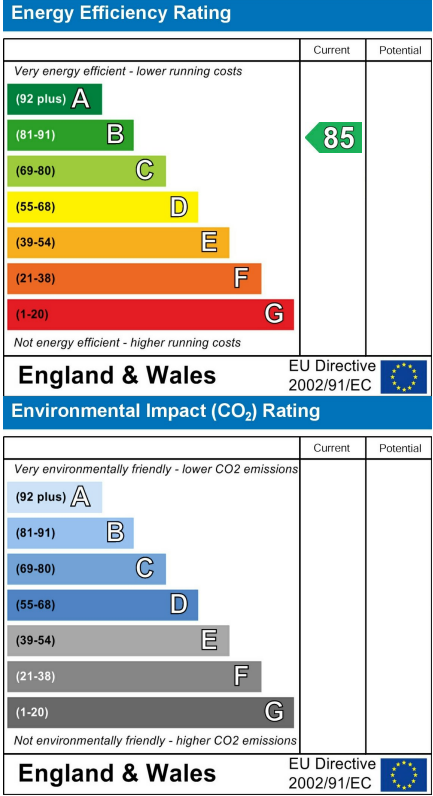 Energy Efficiency Rating
Current Potential
Very energy efficient - lower running costs
(92 plus) A
(81-91) B
85
(69-80) C
(55-68) D
(39-54) E
(21-38) F
(1-20) G
Not energy efficient - higher running costs
England & Wales
EU Directive
2002/91/EC
Environmental Impact (CO₂) Rating
Current Potential
Very environmentally friendly - lower CO2 emissions
(92 plus) A
(81-91) B
(69-80) C
(55-68) D
(39-54) E
(21-38) F
(1-20) G
Not environmentally friendly - higher CO2 emissions
England & Wales
EU Directive
2002/91/EC